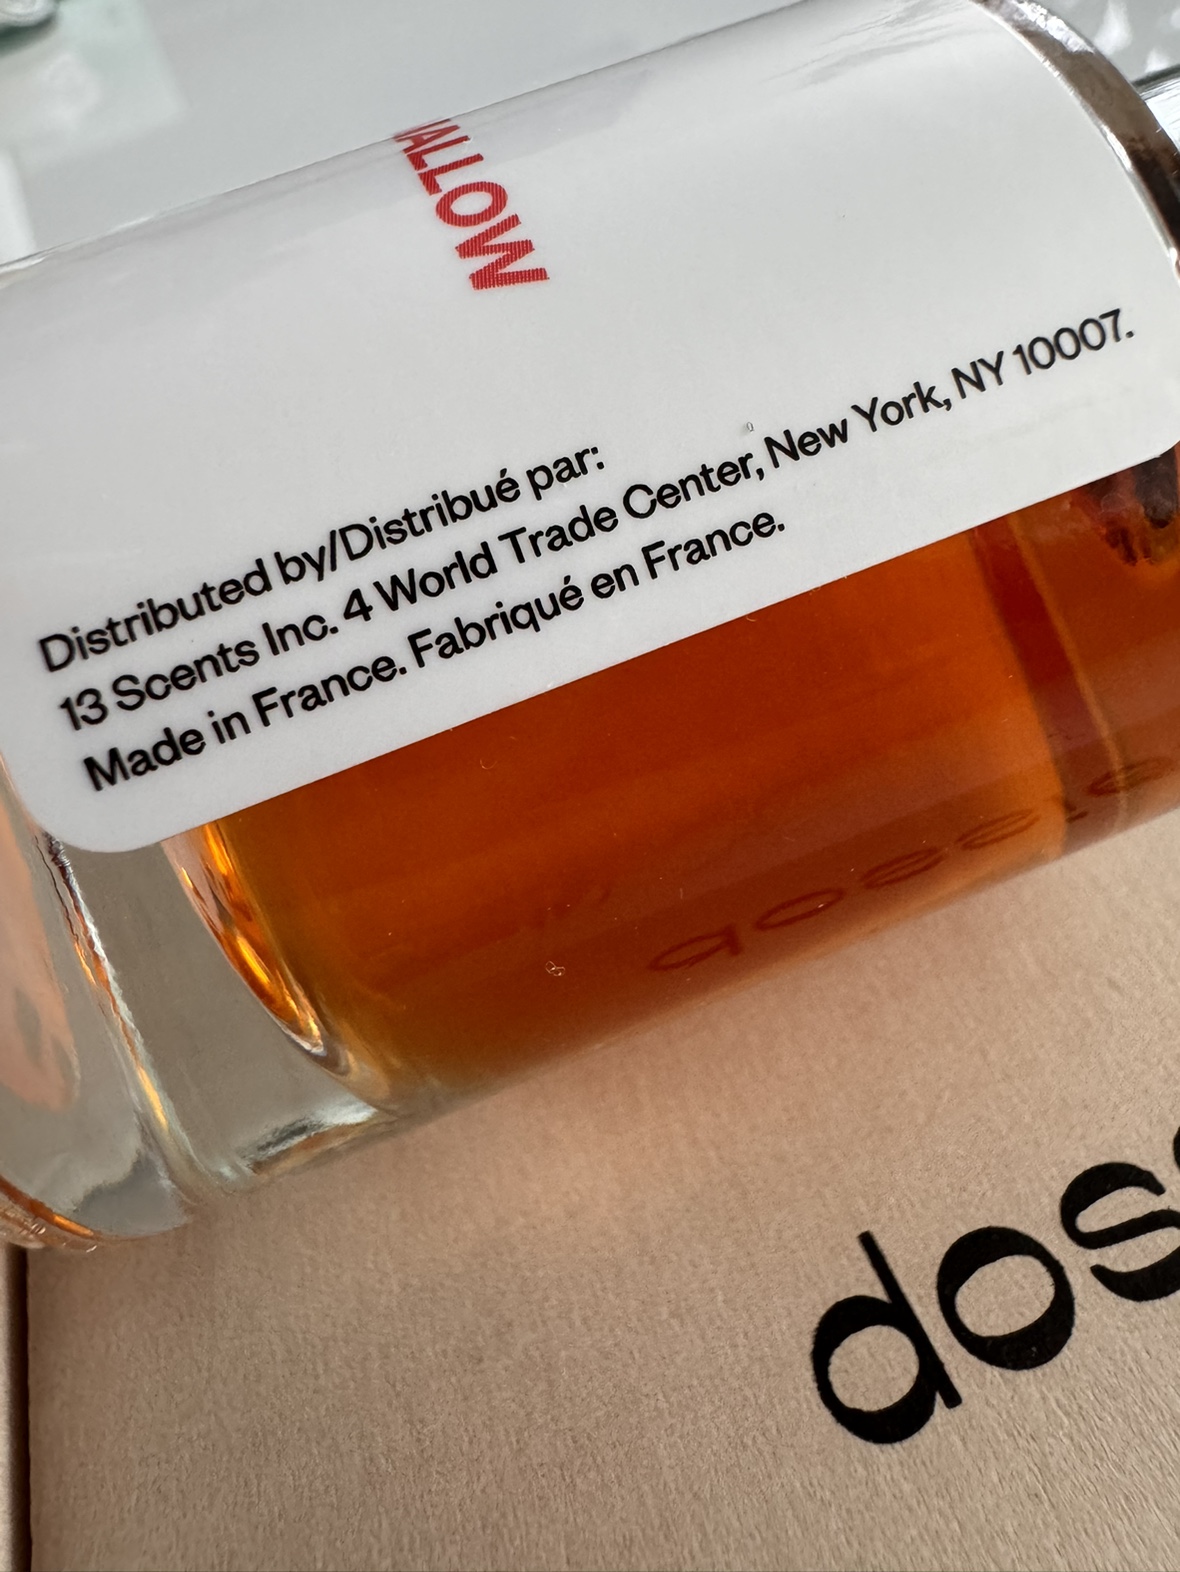 ALLOW
Distributed by/Distribué par:
13 Scents Inc. 4 World Trade Center, New York, NY 10007.
Made in France. Fabriqué en France.
doss